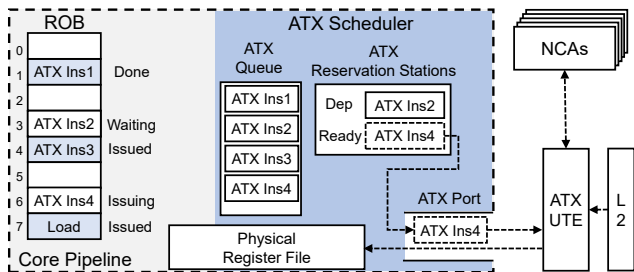 ROB
ATX Scheduler
0
1 ATX Ins1 Done
2
3 ATX Ins2 Waiting
4 ATX Ins3 Issued
5
6 ATX Ins4 Issuing
7 Load Issued
Core Pipeline
ATX
Queue
ATX Ins1
ATX Ins2
ATX Ins3
ATX Ins4
ATX
Reservation Stations
Dep ATX Ins2
Ready ATX Ins4
ATX Port
ATX Ins4
Physical
Register File
NCAs
ATX
UTE
L
2